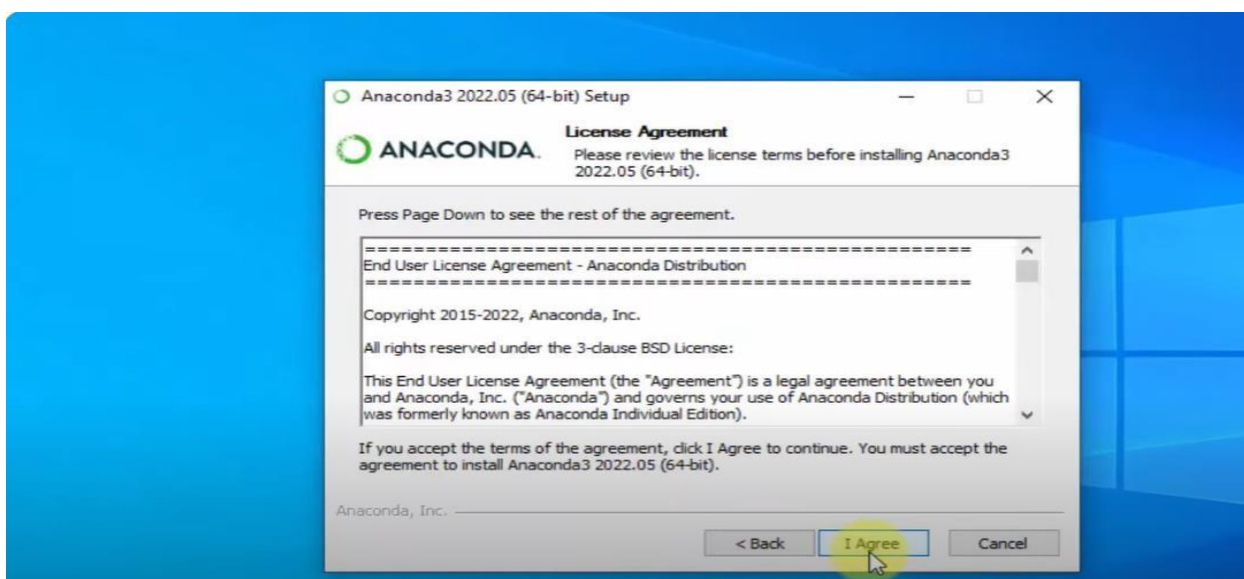 Anaconda3 2022.05 (64-bit) Setup
ANACONDA.
License Agreement
Please review the license terms before installing Anaconda3
2022.05 (64-bit).
Press Page Down to see the rest of the agreement.
====================================================
End User License Agreement - Anaconda Distribution
====================================================
Copyright 2015-2022, Anaconda, Inc.
All rights reserved under the 3-clause BSD License:
This End User License Agreement (the "Agreement") is a legal agreement between you
and Anaconda, Inc. ("Anaconda") and governs your use of Anaconda Distribution (which
was formerly known as Anaconda Individual Edition).
If you accept the terms of the agreement, click I Agree to continue. You must accept the
agreement to install Anaconda3 2022.05 (64-bit).
Anaconda, Inc.
< Back
I Agree
Cancel